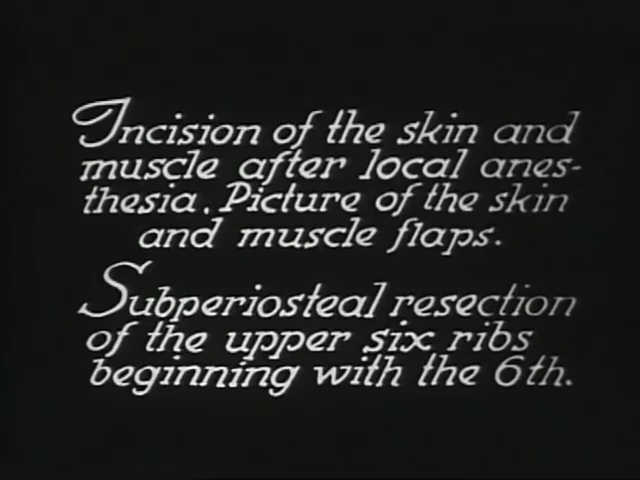 Incision of the skin and
muscle after local anes-
thesia. Picture of the skin
and muscle flaps.
Subperiosteal resection
of the upper six ribs
beginning with the 6th.